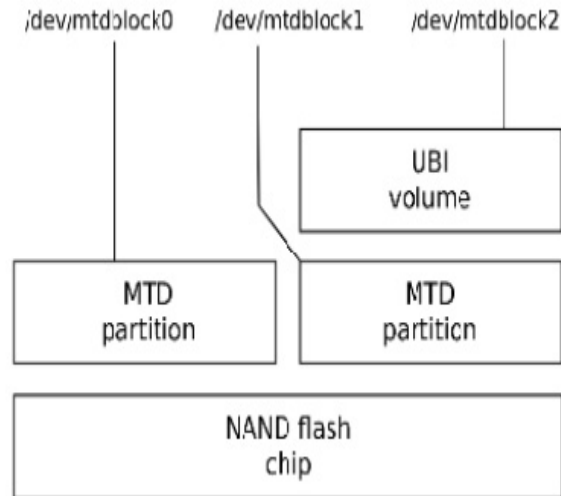 /dev/mtdblock0 /dev/mtdblock1 /dev/mtdblock2
UBI
volume
MTD
partition
MTD
partition
NAND flash
chip